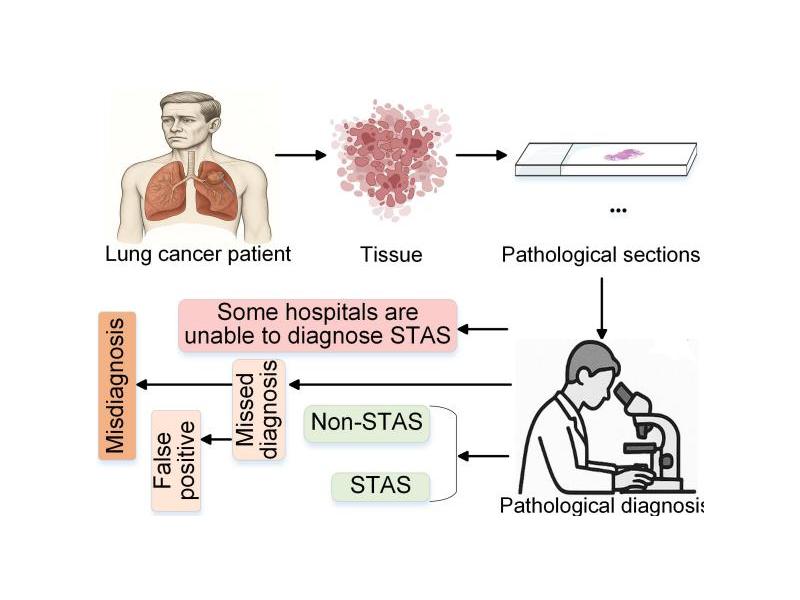 Lung cancer patient
Tissue
...
Pathological sections
Some hospitals are
unable to diagnose STAS
Misdiagnosis
Missed
diagnosis
False
positive
Non-STAS
STAS
Pathological diagnosis